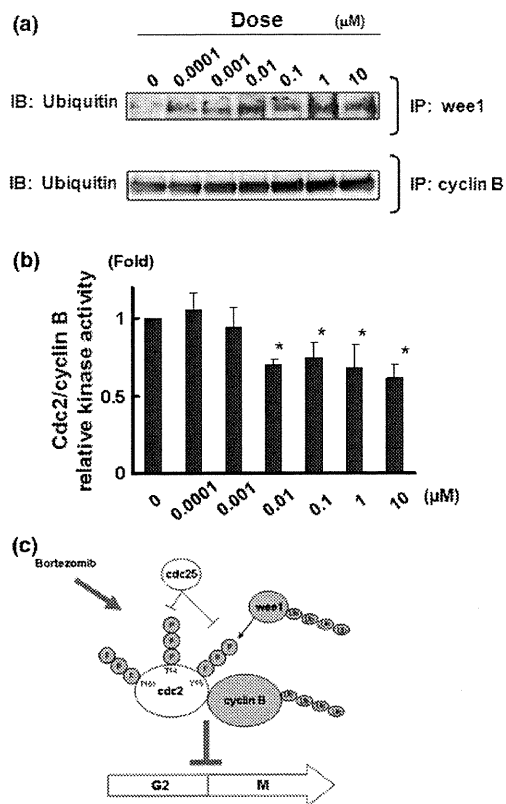 (a)
Dose (μM)
0 0.0001 0.001 0.01 0.1 1 10
IB: Ubiquitin
IP: wee1
IB: Ubiquitin
IP: cyclin B
(b)
(Fold)
Cdc2/cyclin B
relative kinase activity
1
0.5
0
* * * *
0 0.0001 0.001 0.01 0.1 1 10 (μM)
(c)
Bortezomib
cdc25
wee1
P P P
P P P
P P P
cdc2
cyclin B
G2 M